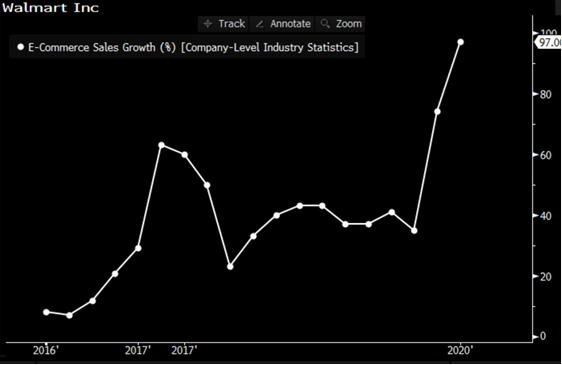 Walmart Inc
Track Annotate Zoom
E-Commerce Sales Growth (%) [Company-Level Industry Statistics]
100
97.00
80
60
40
20
0
2016' 2017' 2017' 2020'